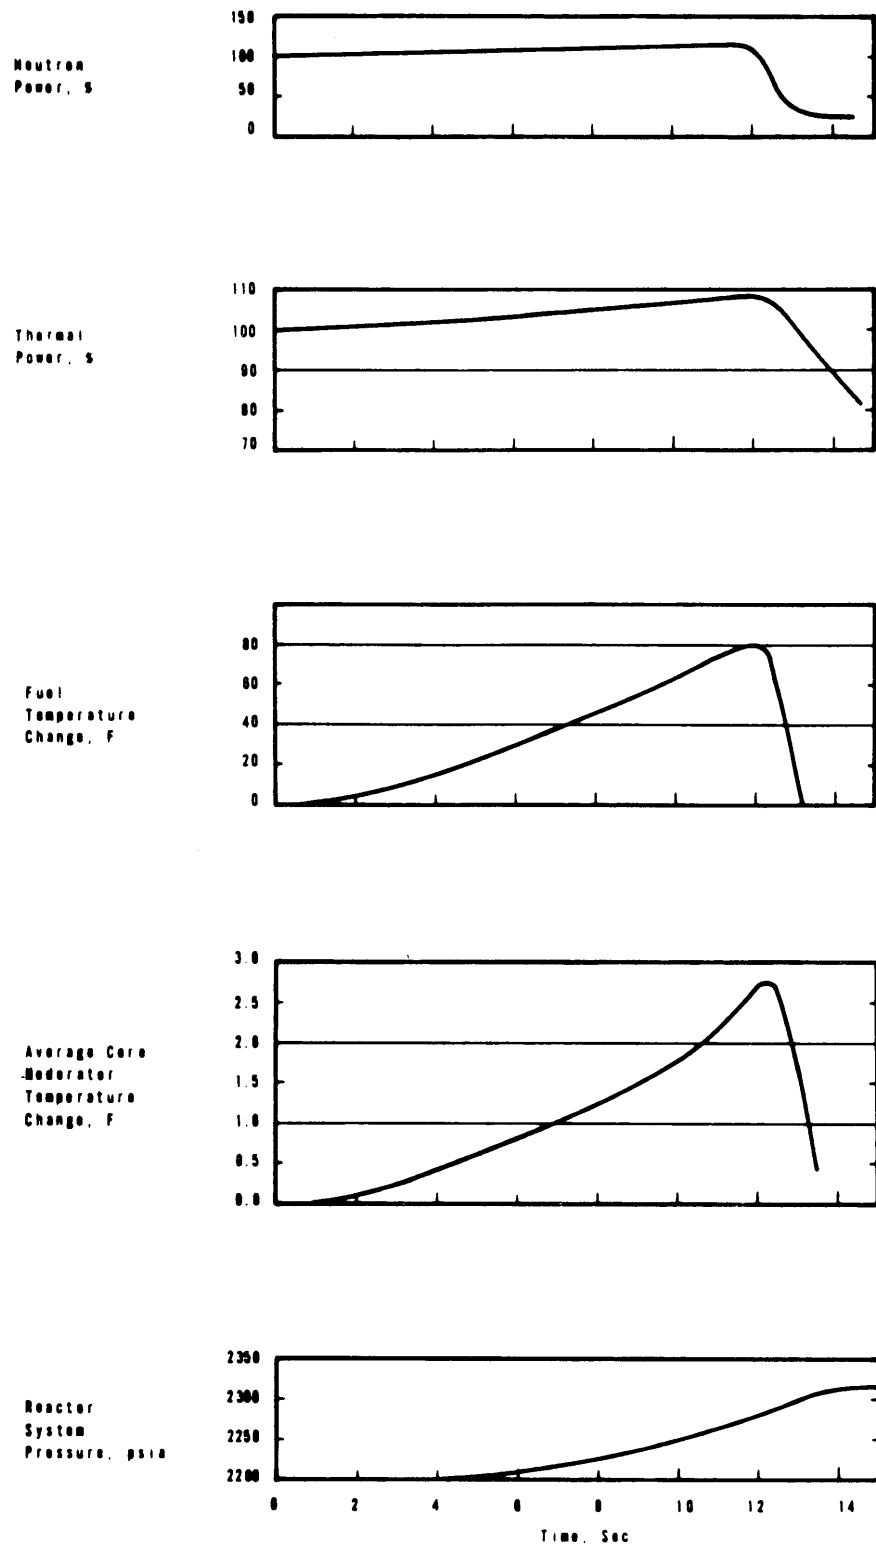 150
100
50
0
Neutron
Power, %
110
100
90
80
70
Thermal
Power, %
80
60
40
20
0
Fuel
Temperature
Change, F
3.0
2.5
2.0
1.5
1.0
0.5
0.0
Average Core
Moderator
Temperature
Change, F
2350
2300
2250
2200
Reactor
System
Pressure, psia
0 2 4 6 8 10 12 14
Time, Sec